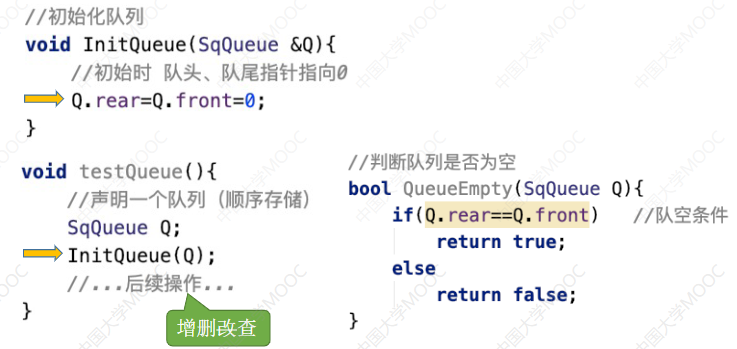 //初始化队列
void InitQueue(SqQueue &Q){
//初始时 队头、队尾指针指向0
Q.rear=Q.front=0;
}
void testQueue(){
//声明一个队列（顺序存储）
SqQueue Q;
InitQueue(Q);
//...后续操作...
}
增删改查
//判断队列是否为空
bool QueueEmpty(SqQueue Q){
if(Q.rear==Q.front) //队空条件
return true;
else
return false;
}
中国大学MOOC